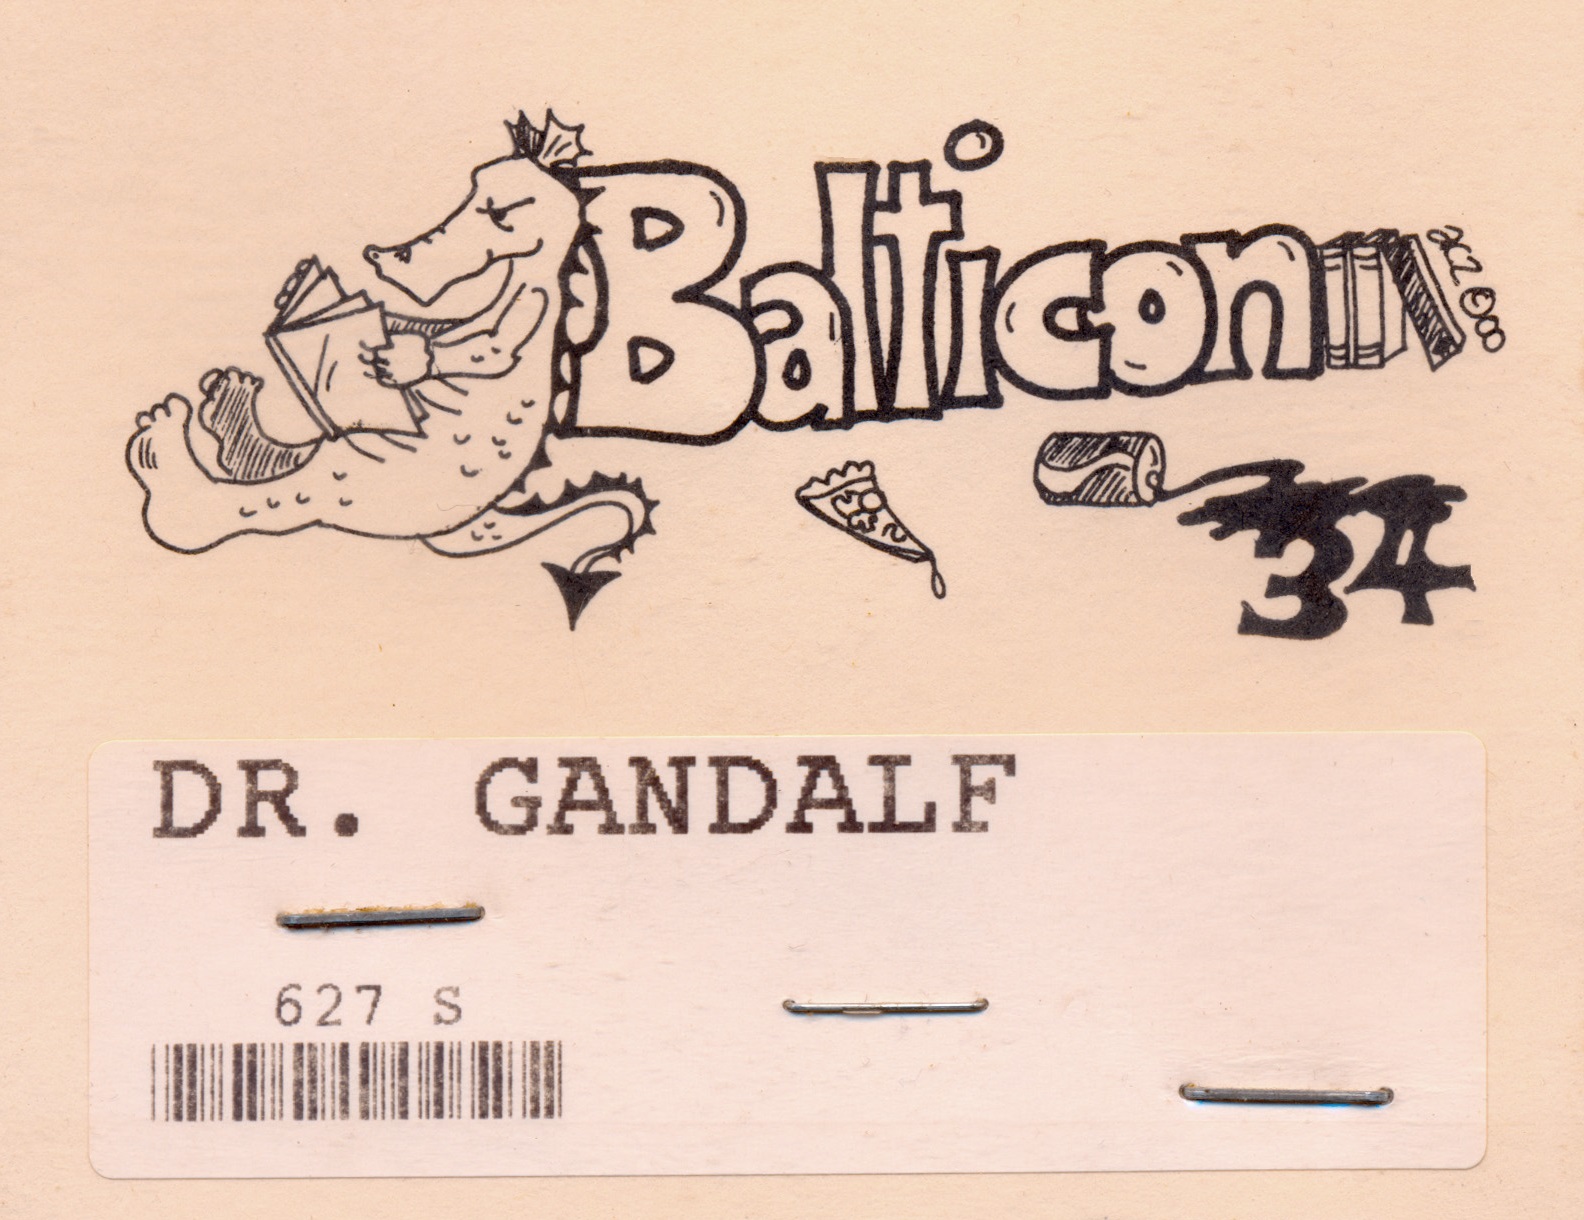 Balticon
34
DR. GANDALF
627 S